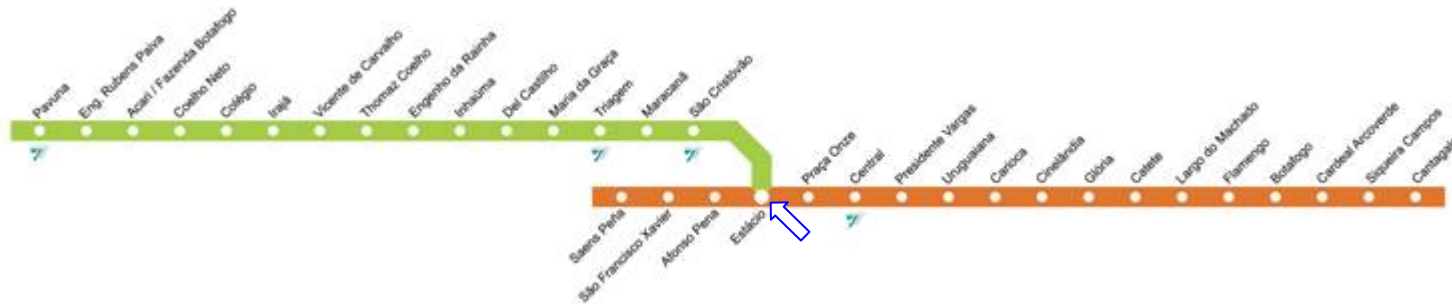 Pavuna
Eng. Rubens Paiva
Acari / Fazenda Botafogo
Coelho Neto
Colégio
Irajá
Vicente de Carvalho
Thomaz Coelho
Engenho da Rainha
Inhaúma
Del Castilho
Maria da Graça
Triagem
Maracanã
São Cristóvão
Saens Peña
São Francisco Xavier
Afonso Pena
Estácio
Praça Onze
Central
Presidente Vargas
Uruguaiana
Carioca
Cinelândia
Glória
Catete
Largo do Machado
Flamengo
Botafogo
Cardeal Arcoverde
Siqueira Campos
Cantagalo